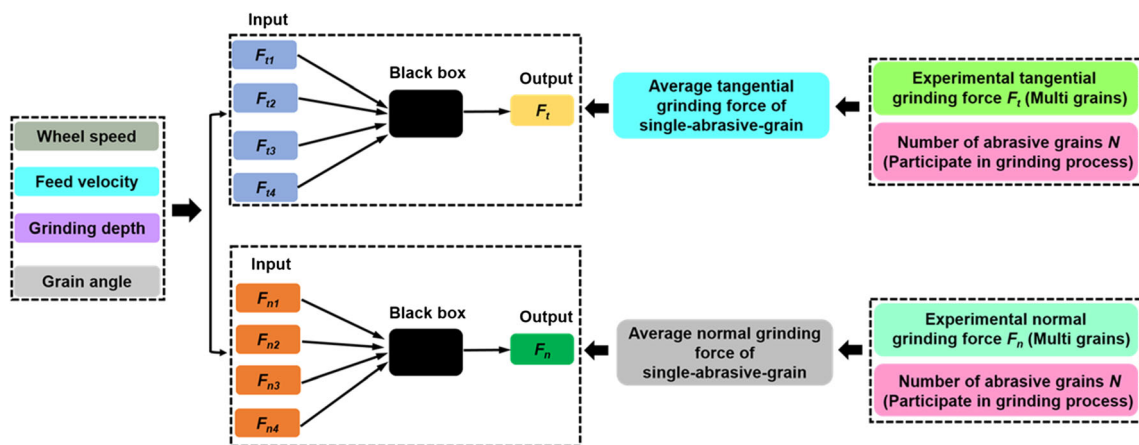 Wheel speed
Feed velocity
Grinding depth
Grain angle
Input
Ft1
Ft2
Ft3
Ft4
Black box
Output
Ft
Average tangential
grinding force of
single-abrasive-grain
Experimental tangential
grinding force Ft (Multi grains)
Number of abrasive grains N
(Participate in grinding process)
Input
Fn1
Fn2
Fn3
Fn4
Black box
Output
Fn
Average normal grinding
force of
single-abrasive-grain
Experimental normal
grinding force Fn (Multi grains)
Number of abrasive grains N
(Participate in grinding process)